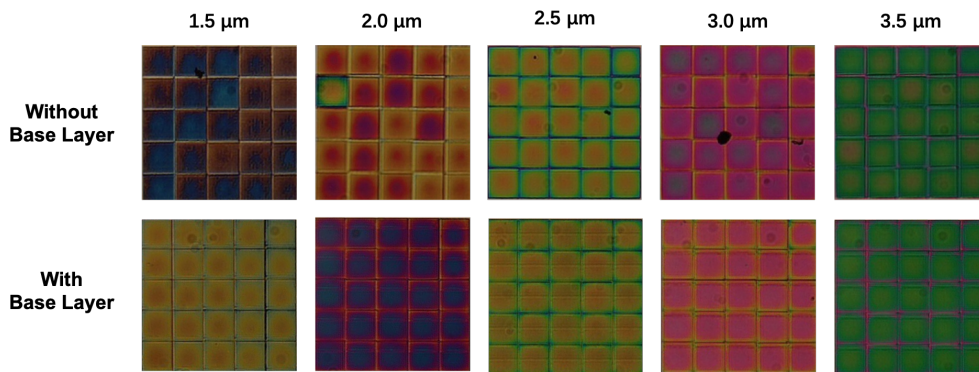 1.5 μm
2.0 μm
2.5 μm
3.0 μm
3.5 μm
Without
Base Layer
With
Base Layer